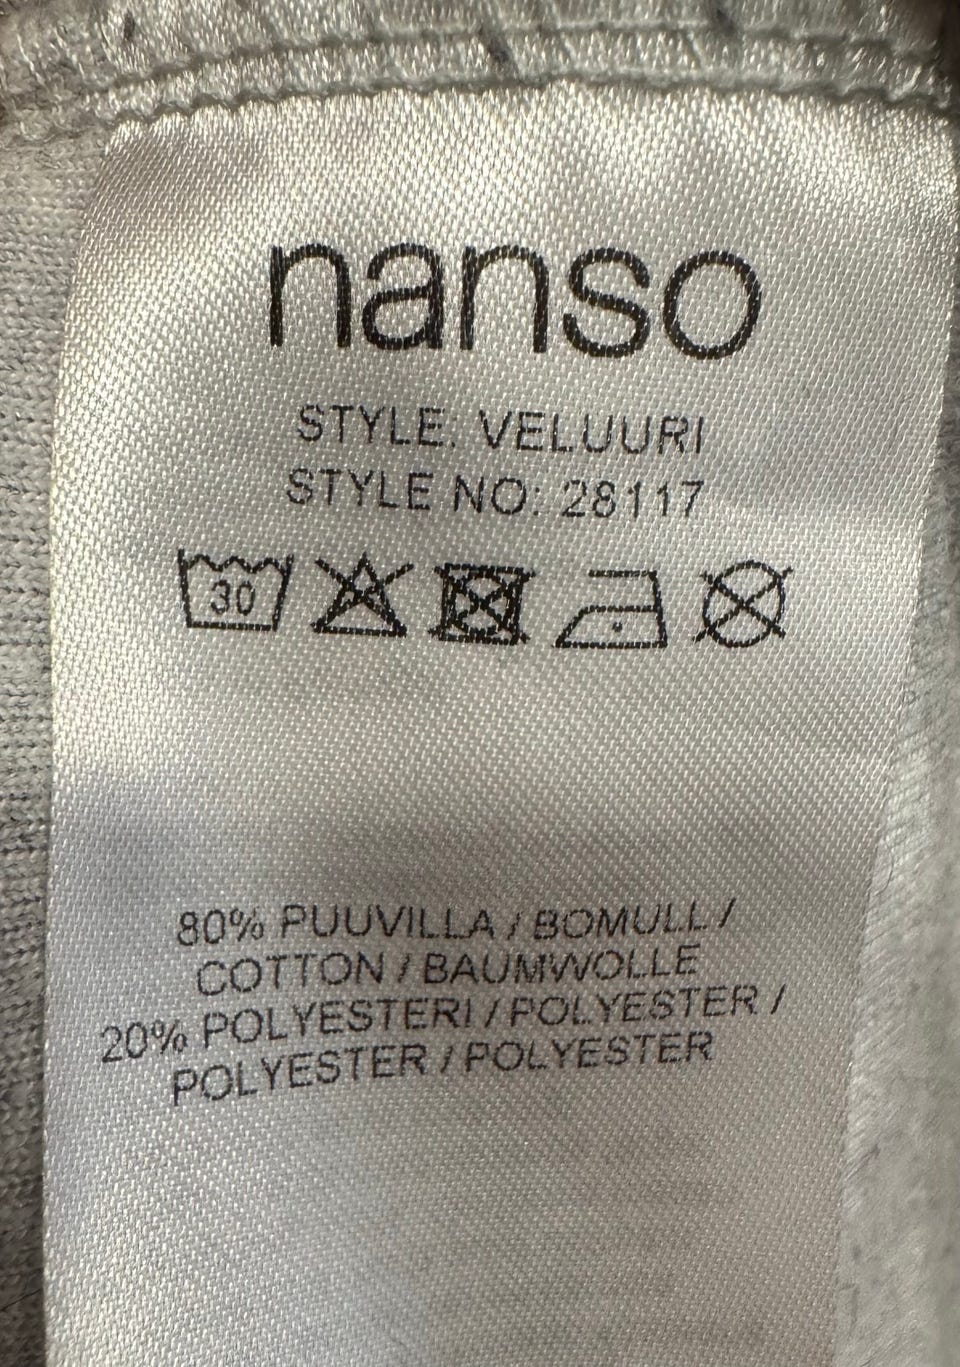 nanso
STYLE: VELUURI
STYLE NO: 28117
30
80% PUUVILLA / BOMULL /
COTTON / BAUMWOLLE
20% POLYESTERI / POLYESTER /
POLYESTER / POLYESTER